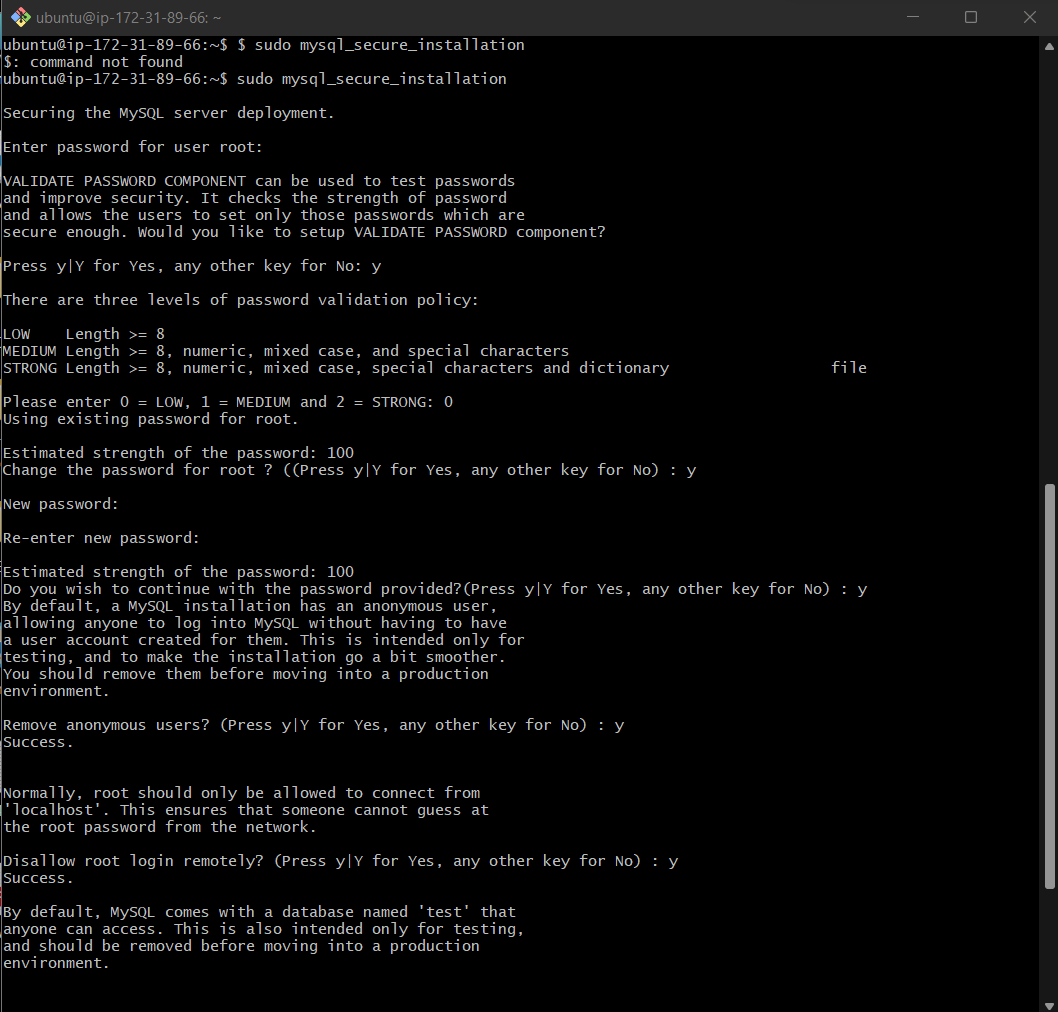 ubuntu@ip-172-31-89-66: ~
ubuntu@ip-172-31-89-66:~$ $ sudo mysql_secure_installation
$: command not found
ubuntu@ip-172-31-89-66:~$ sudo mysql_secure_installation
Securing the MySQL server deployment.
Enter password for user root:
VALIDATE PASSWORD COMPONENT can be used to test passwords
and improve security. It checks the strength of password
and allows the users to set only those passwords which are
secure enough. Would you like to setup VALIDATE PASSWORD component?
Press y|Y for Yes, any other key for No: y
There are three levels of password validation policy:
LOW    Length >= 8
MEDIUM Length >= 8, numeric, mixed case, and special characters
STRONG Length >= 8, numeric, mixed case, special characters and dictionary                  file
Please enter 0 = LOW, 1 = MEDIUM and 2 = STRONG: 0
Using existing password for root.
Estimated strength of the password: 100
Change the password for root ? ((Press y|Y for Yes, any other key for No) : y
New password:
Re-enter new password:
Estimated strength of the password: 100
Do you wish to continue with the password provided?(Press y|Y for Yes, any other key for No) : y
By default, a MySQL installation has an anonymous user,
allowing anyone to log into MySQL without having to have
a user account created for them. This is intended only for
testing, and to make the installation go a bit smoother.
You should remove them before moving into a production
environment.
Remove anonymous users? (Press y|Y for Yes, any other key for No) : y
Success.
Normally, root should only be allowed to connect from
'localhost'. This ensures that someone cannot guess at
the root password from the network.
Disallow root login remotely? (Press y|Y for Yes, any other key for No) : y
Success.
By default, MySQL comes with a database named 'test' that
anyone can access. This is also intended only for testing,
and should be removed before moving into a production
environment.